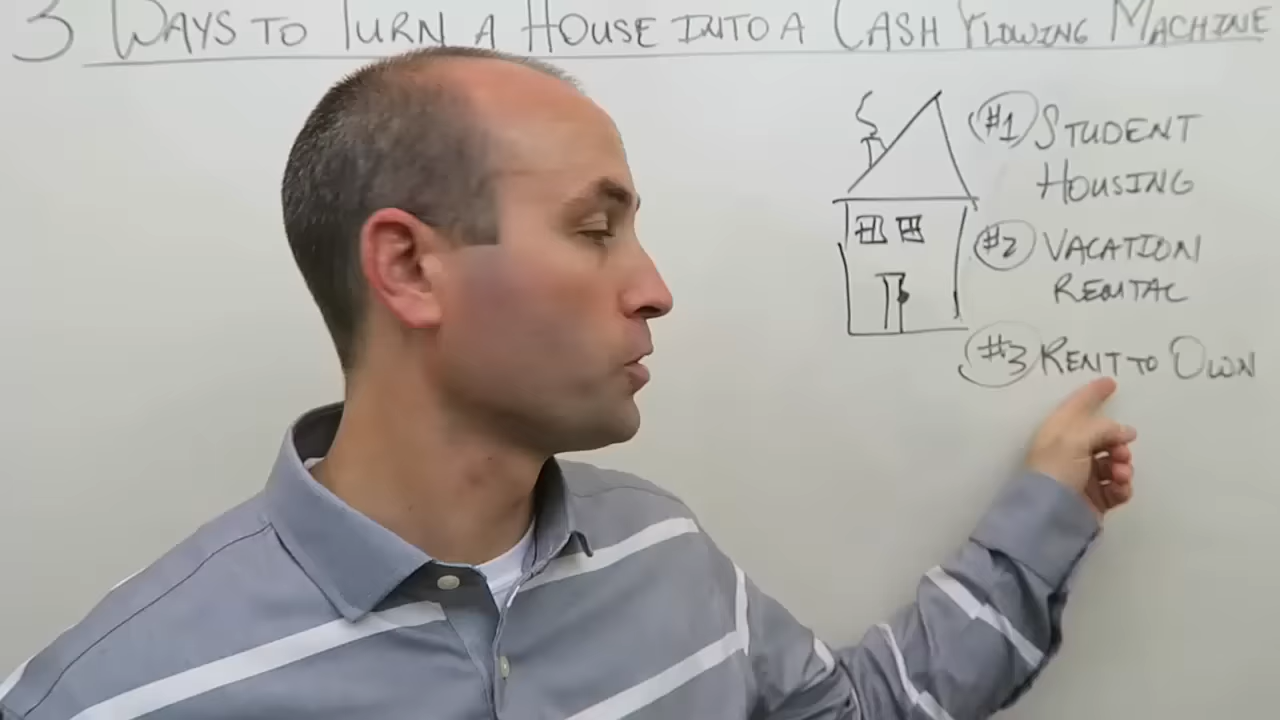 3 WAYS TO TURN A HOUSE INTO A CASH FLOWING MACHINE
#1 STUDENT
HOUSING
#2 VACATION
RENTAL
#3 RENT TO OWN